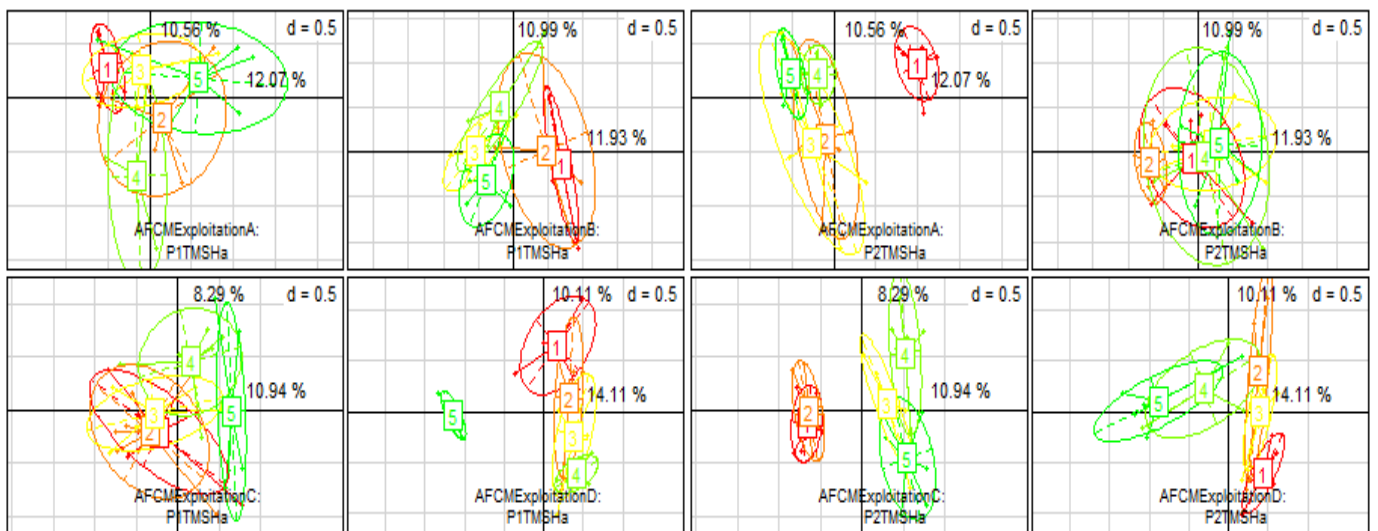 10.56 % d = 0.5
1
3
5
12.07 %
2
4
AFCMExploitationA:
P1TMSHa
10.99 % d = 0.5
4
11.93 %
3
2
1
5
AFCMExploitationB:
P1TMSHa
10.56 % d = 0.5
5
4
1
12.07 %
3
2
AFCMExploitationA:
P2TMSHa
10.99 % d = 0.5
11.93 %
2
1
4
5
AFCMExploitationB:
P2TMSHa
8.29 % d = 0.5
4
10.94 %
3
5
2
AFCMExploitationC:
P1TMSHa
10.11 % d = 0.5
1
2
14.11 %
5
3
4
AFCMExploitationD:
P1TMSHa
8.29 % d = 0.5
4
10.94 %
3
5
AFCMExploitationC:
P2TMSHa
10.11 % d = 0.5
2
4
14.11 %
5
3
1
AFCMExploitationD:
P2TMSHa